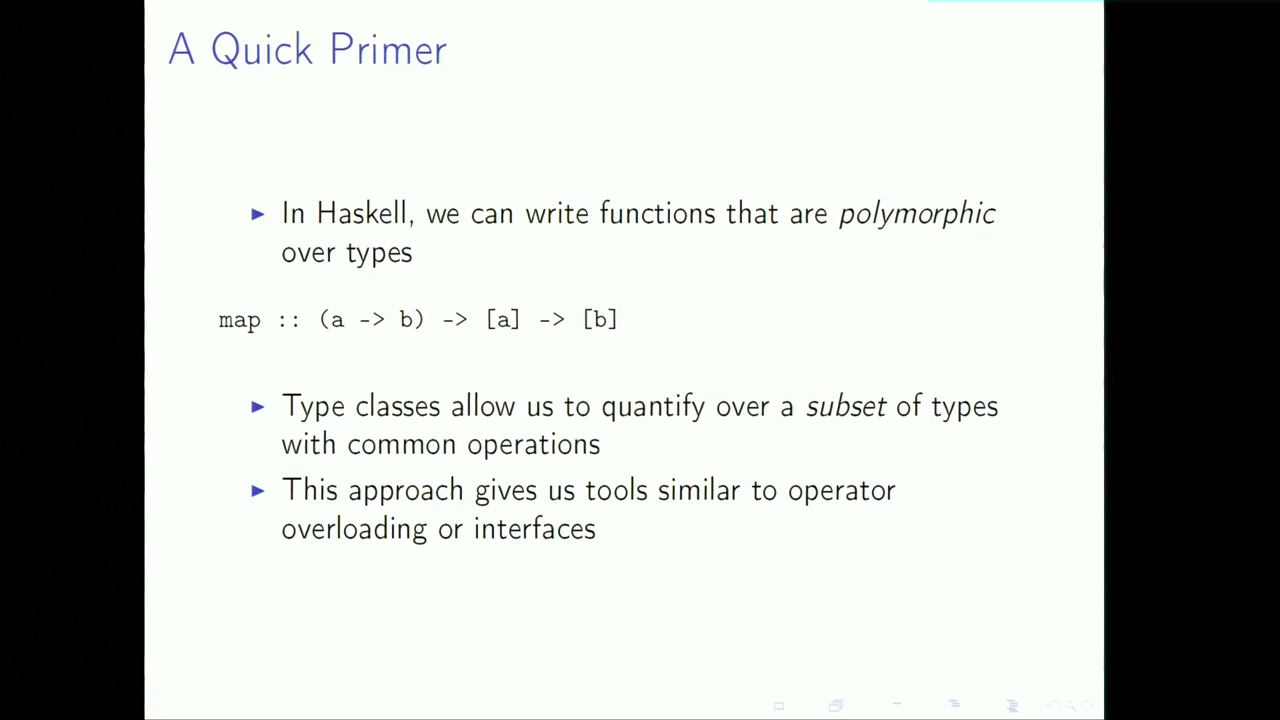 A Quick Primer
► In Haskell, we can write functions that are polymorphic
over types
map :: (a -> b) -> [a] -> [b]
► Type classes allow us to quantify over a subset of types
with common operations
► This approach gives us tools similar to operator
overloading or interfaces